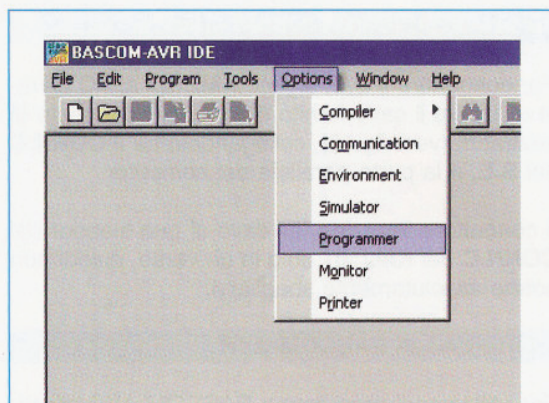 BASCOM-AVR IDE
File Edit Program Tools Options Window Help
Compiler
Communication
Environment
Simulator
Programmer
Monitor
Printer